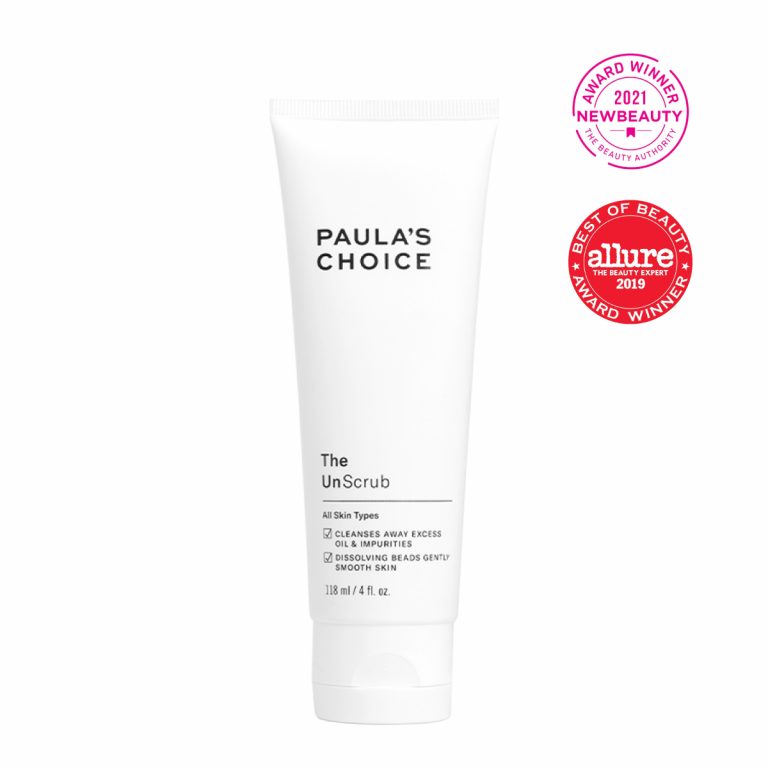 PAULA'S
CHOICE
The
UnScrub
All Skin Types
CLEANSES AWAY EXCESS
OIL & IMPURITIES
DISSOLVING BEADS GENTLY
SMOOTH SKIN
118 ml / 4 fl. oz.
AWARD WINNER
2021
NEWBEAUTY
THE BEAUTY AUTHORITY
BEST OF BEAUTY
allure
THE BEAUTY EXPERT
2019
AWARD WINNER